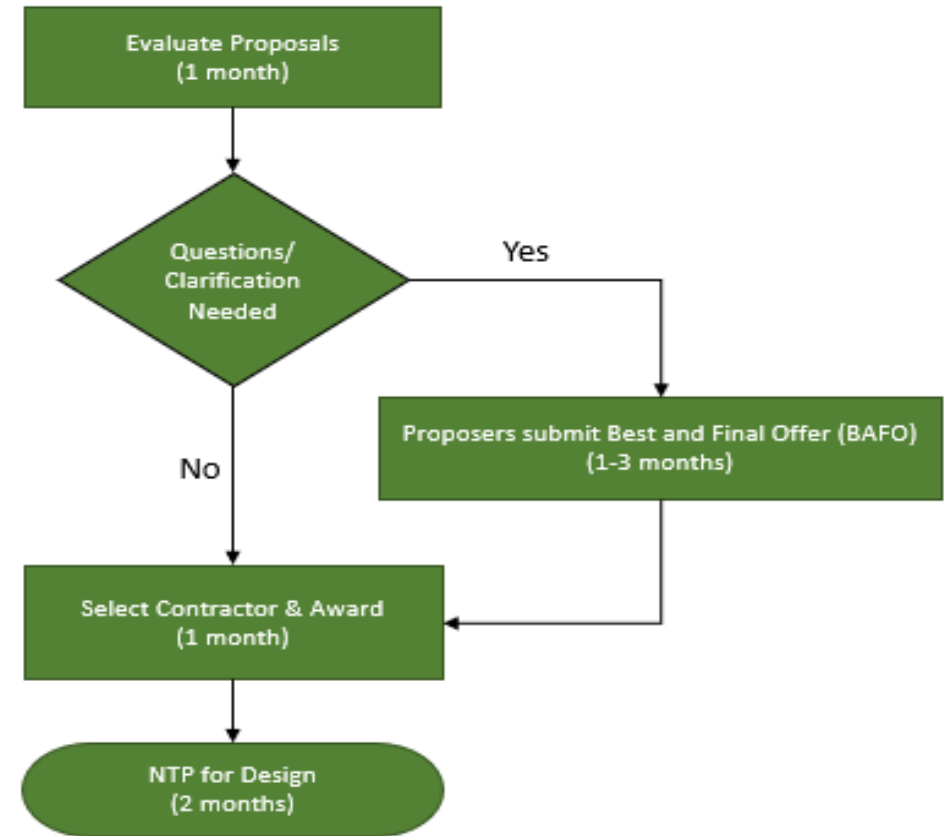 Evaluate Proposals
(1 month)
Questions/
Clarification
Needed
Yes
Proposers submit Best and Final Offer (BAFO)
(1-3 months)
No
Select Contractor & Award
(1 month)
NTP for Design
(2 months)